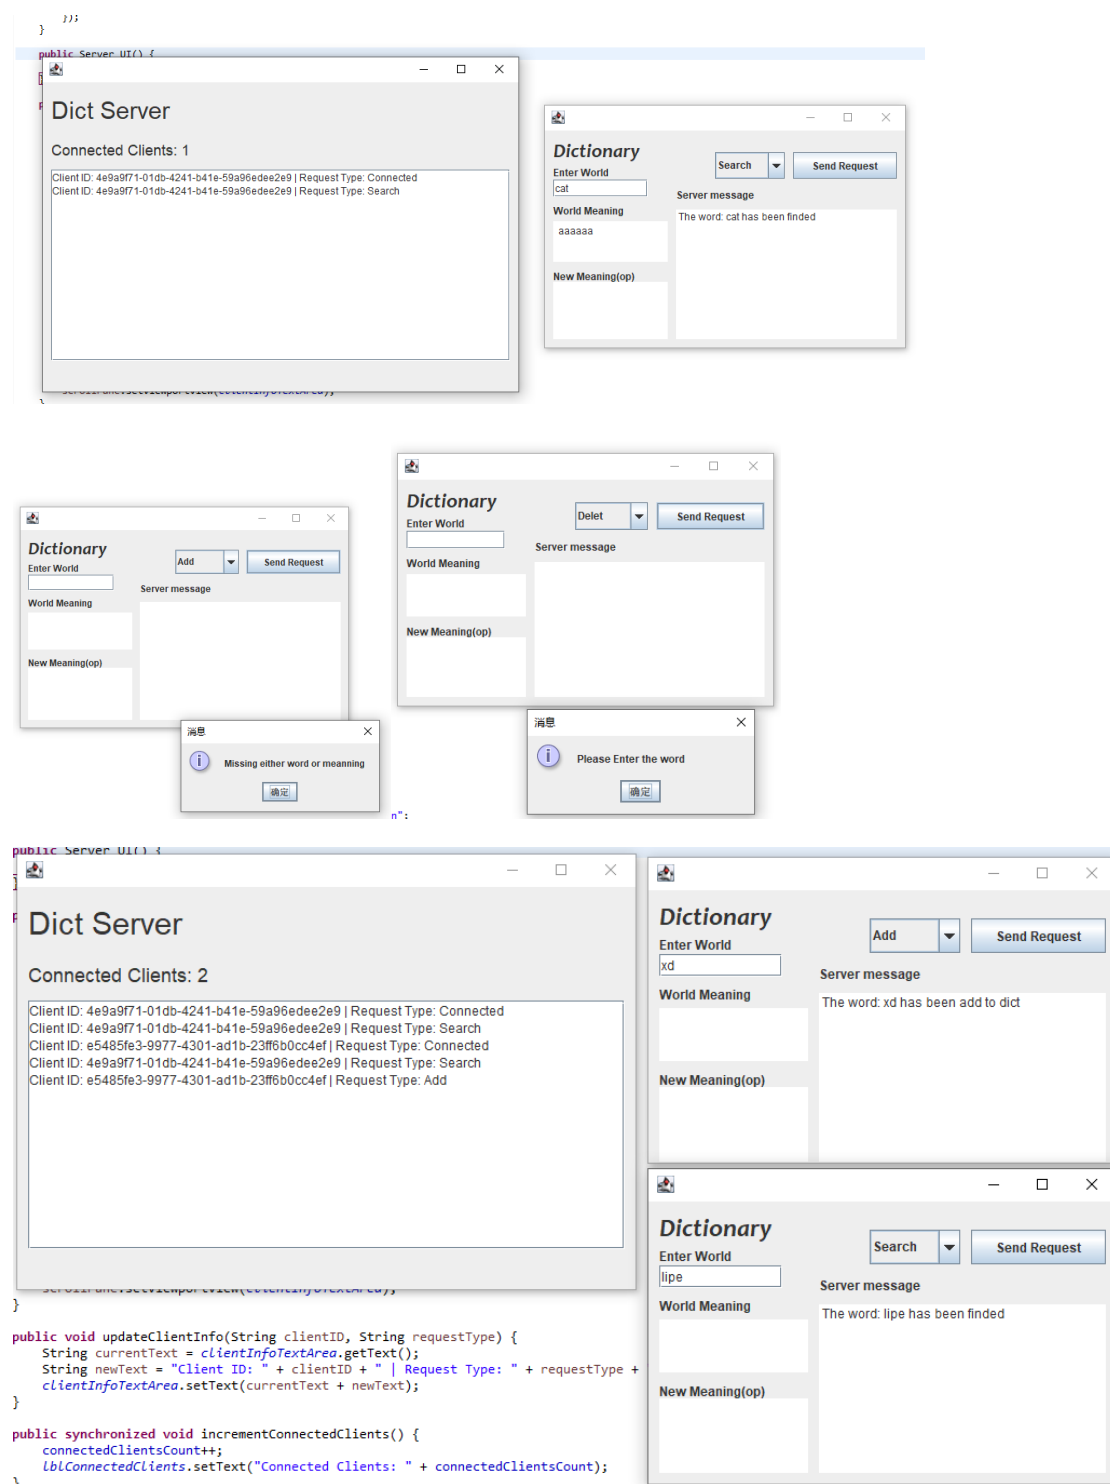 });
}
public Server UI() {
Dict Server
Connected Clients: 1
Client ID: 4e9a9f71-01db-4241-b41e-59a96edee2e9 | Request Type: Connected
Client ID: 4e9a9f71-01db-4241-b41e-59a96edee2e9 | Request Type: Search
scrollPane.setViewportView(clientInfoTextArea);
}
Dictionary
Search
Send Request
Enter World
cat
Server message
World Meaning
The word: cat has been finded
aaaaaa
New Meaning(op)
Dictionary
Add
Send Request
Enter World
Server message
World Meaning
New Meaning(op)
消息
Missing either word or meanning
确定
Dictionary
Delet
Send Request
Enter World
Server message
World Meaning
New Meaning(op)
消息
Please Enter the word
确定
n":
public Server UI() {
Dict Server
Connected Clients: 2
Client ID: 4e9a9f71-01db-4241-b41e-59a96edee2e9 | Request Type: Connected
Client ID: 4e9a9f71-01db-4241-b41e-59a96edee2e9 | Request Type: Search
Client ID: e5485fe3-9977-4301-ad1b-23ff6b0cc4ef | Request Type: Connected
Client ID: 4e9a9f71-01db-4241-b41e-59a96edee2e9 | Request Type: Search
Client ID: e5485fe3-9977-4301-ad1b-23ff6b0cc4ef | Request Type: Add
Dictionary
Add
Send Request
Enter World
xd
Server message
World Meaning
The word: xd has been add to dict
New Meaning(op)
Dictionary
Search
Send Request
Enter World
lipe
Server message
World Meaning
The word: lipe has been finded
New Meaning(op)
scrollPane.setViewportView(clientInfoTextArea);
}
public void updateClientInfo(String clientID, String requestType) {
String currentText = clientInfoTextArea.getText();
String newText = "Client ID: " + clientID + " | Request Type: " + requestType +
clientInfoTextArea.setText(currentText + newText);
}
public synchronized void incrementConnectedClients() {
connectedClientsCount++;
lblConnectedClients.setText("Connected Clients: " + connectedClientsCount);
}